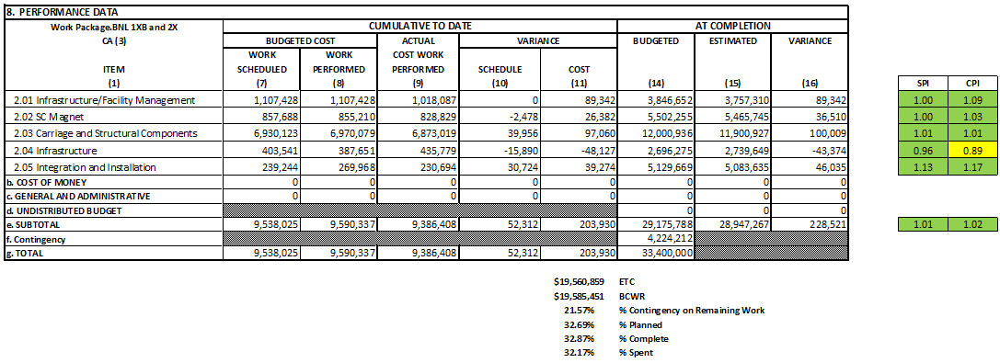 8. PERFORMANCE DATA
Work Package.BNL 1XB and 2X CUMULATIVE TO DATE AT COMPLETION
CA (3) BUDGETED COST ACTUAL VARIANCE BUDGETED ESTIMATED VARIANCE
WORK WORK COST WORK
ITEM SCHEDULED PERFORMED PERFORMED SCHEDULE COST
(1) (7) (8) (9) (10) (11) (14) (15) (16) SPI CPI
2.01 Infrastructure/Facility Management 1,107,428 1,107,428 1,018,087 0 89,342 3,846,652 3,757,310 89,342 1.00 1.09
2.02 SC Magnet 857,688 855,210 828,829 -2,478 26,382 5,502,255 5,465,745 36,510 1.00 1.03
2.03 Carriage and Structural Components 6,930,123 6,970,079 6,873,019 39,956 97,060 12,000,936 11,900,927 100,009 1.01 1.01
2.04 Infrastructure 403,541 387,651 435,779 -15,890 -48,127 2,696,275 2,739,649 -43,374 0.96 0.89
2.05 Integration and Installation 239,244 269,968 230,694 30,724 39,274 5,129,669 5,083,635 46,035 1.13 1.17
b. COST OF MONEY 0 0 0 0 0 0 0 0
c. GENERAL AND ADMINISTRATIVE 0 0 0 0 0 0 0 0
d. UNDISTRIBUTED BUDGET 0 0 0
e. SUBTOTAL 9,538,025 9,590,337 9,386,408 52,312 203,930 29,175,788 28,947,267 228,521 1.01 1.02
f. Contingency 4,224,212
g. TOTAL 9,538,025 9,590,337 9,386,408 52,312 203,930 33,400,000
$19,560,859 ETC
$19,585,451 BCWR
21.57% % Contingency on Remaining Work
32.69% % Planned
32.87% % Complete
32.17% % Spent